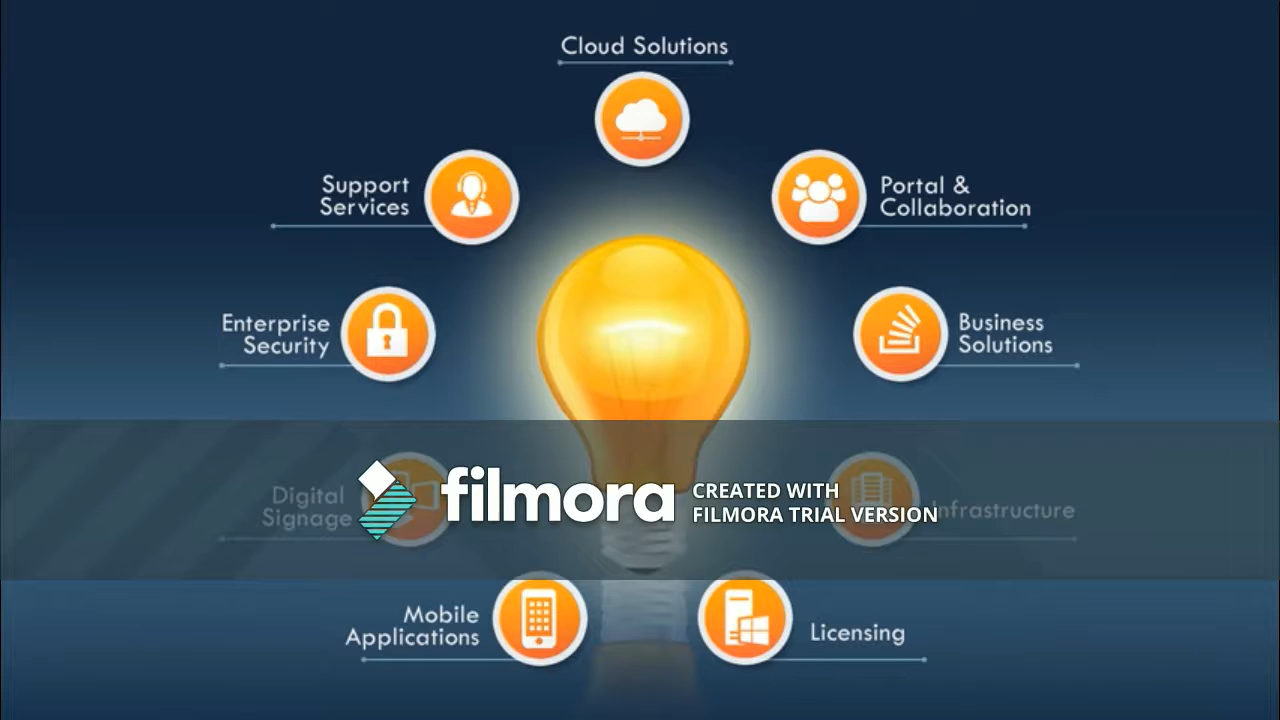 Cloud Solutions
Support
Services
Portal &
Collaboration
Enterprise
Security
Business
Solutions
Digital
Signage
filmora
CREATED WITH
FILMORA TRIAL VERSION
Infrastructure
Mobile
Applications
Licensing